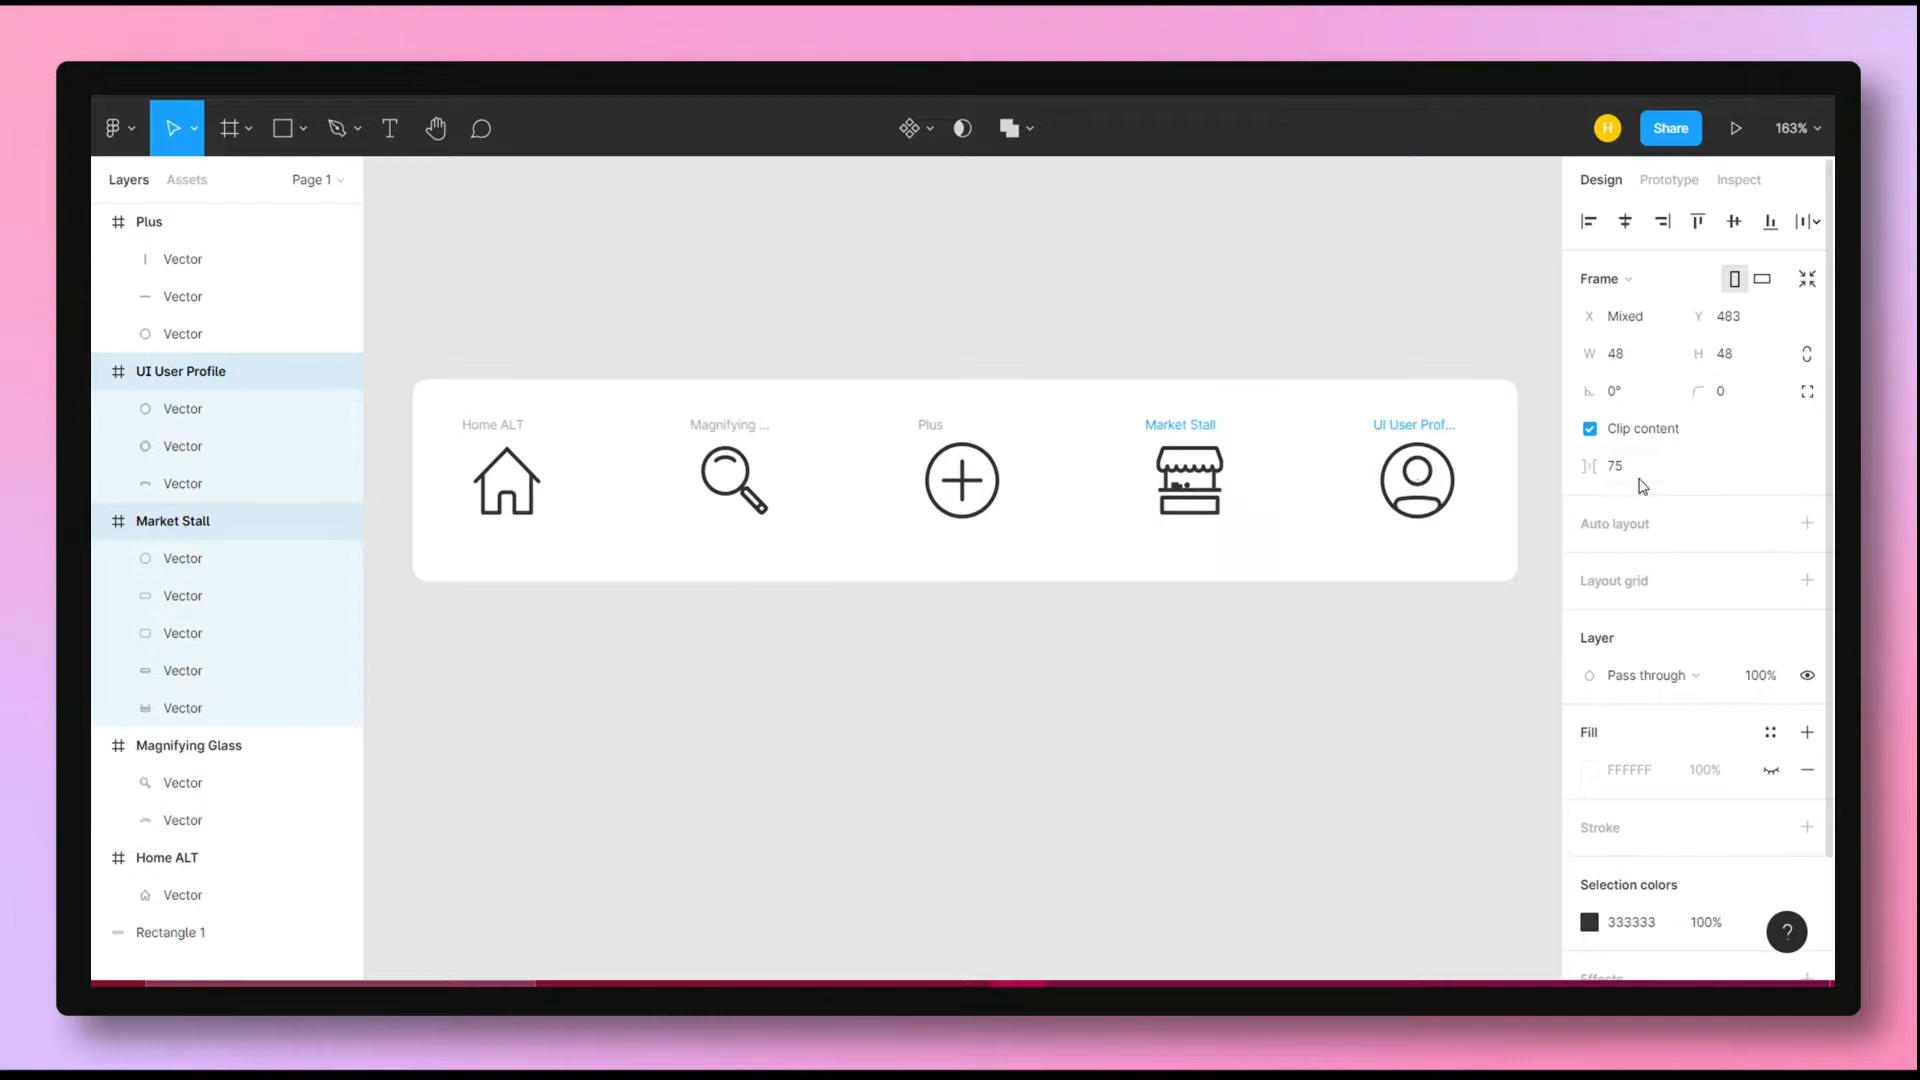 H
Share
163%
Layers
Assets
Page 1
Plus
Vector
Vector
Vector
UI User Profile
Vector
Vector
Vector
Market Stall
Vector
Vector
Vector
Vector
Vector
Magnifying Glass
Vector
Vector
Home ALT
Vector
Rectangle 1
Home ALT
Magnifying ...
Plus
Market Stall
UI User Prof...
Design
Prototype
Inspect
Frame
X Mixed
Y 483
W 48
H 48
0°
0
Clip content
75
Auto layout
Layout grid
Layer
Pass through
100%
Fill
FFFFFF
100%
Stroke
Selection colors
333333
100%
?
Effects